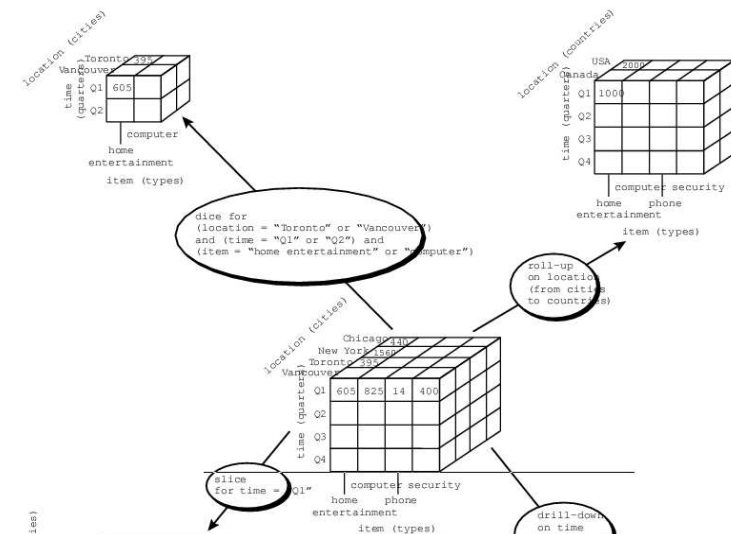 location (cities)
Toronto 395
Vancouver
time (quarters)
Q1 605
Q2
computer
home
entertainment
item (types)
location (countries)
USA 2000
Canada
time (quarters)
Q1 1000
Q2
Q3
Q4
computer security
home phone
entertainment
item (types)
dice for
(location = “Toronto” or “Vancouver”)
and (time = “Q1” or “Q2”) and
(item = “home entertainment” or “computer”)
roll-up
on location
(from cities
to countries)
location (cities)
Chicago 440
New York 1560
Toronto 395
Vancouver
time (quarters)
Q1 605 825 14 400
Q2
Q3
Q4
computer security
home phone
entertainment
item (types)
slice
for time = “Q1”
drill-down
on time
ies)